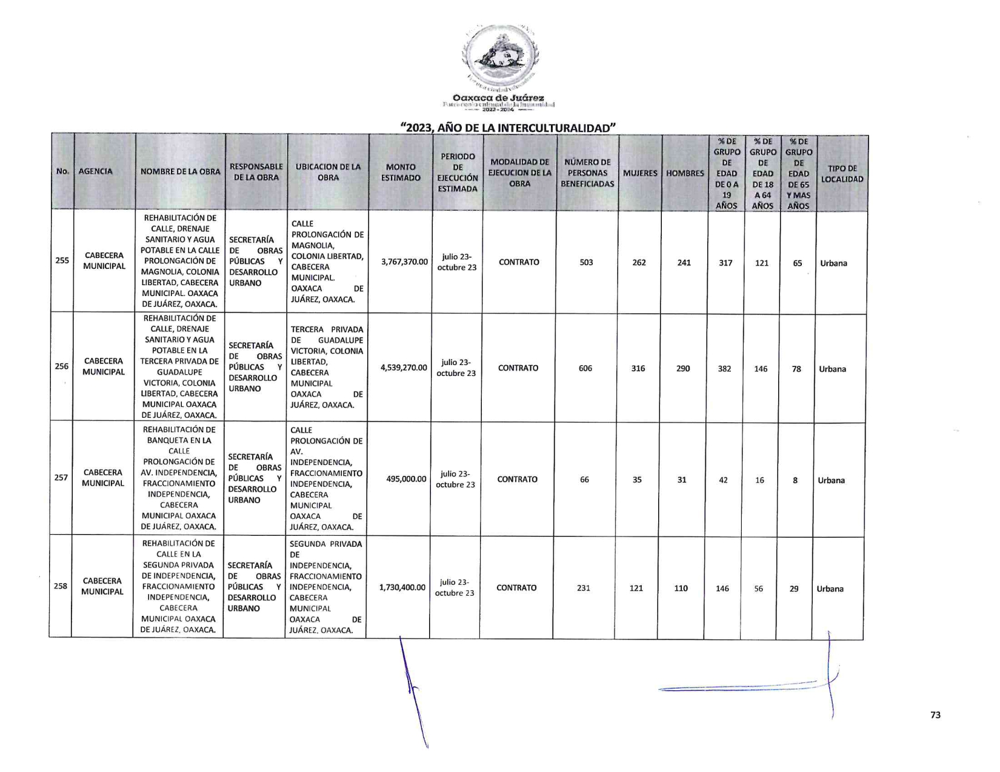 Oaxaca de Juárez
Patrimonio cultural de la humanidad
2022 - 2024
“2023, AÑO DE LA INTERCULTURALIDAD”
No.
AGENCIA
NOMBRE DE LA OBRA
RESPONSABLE
DE LA OBRA
UBICACION DE LA
OBRA
MONTO
ESTIMADO
PERIODO
DE
EJECUCIÓN
ESTIMADA
MODALIDAD DE
EJECUCION DE LA
OBRA
NÚMERO DE
PERSONAS
BENEFICIADAS
MUJERES
HOMBRES
% DE
GRUPO
DE
EDAD
DE 0 A
19
AÑOS
% DE
GRUPO
DE
EDAD
DE 18
A 64
AÑOS
% DE
GRUPO
DE
EDAD
DE 65
Y MAS
AÑOS
TIPO DE
LOCALIDAD
255
CABECERA
MUNICIPAL
REHABILITACIÓN DE
CALLE, DRENAJE
SANITARIO Y AGUA
POTABLE EN LA CALLE
PROLONGACIÓN DE
MAGNOLIA, COLONIA
LIBERTAD, CABECERA
MUNICIPAL. OAXACA
DE JUÁREZ, OAXACA.
SECRETARÍA
DE OBRAS
PÚBLICAS Y
DESARROLLO
URBANO
CALLE
PROLONGACIÓN DE
MAGNOLIA,
COLONIA LIBERTAD,
CABECERA
MUNICIPAL.
OAXACA DE
JUÁREZ, OAXACA.
3,767,370.00
julio 23-
octubre 23
CONTRATO
503
262
241
317
121
65
Urbana
256
CABECERA
MUNICIPAL
REHABILITACIÓN DE
CALLE, DRENAJE
SANITARIO Y AGUA
POTABLE EN LA
TERCERA PRIVADA DE
GUADALUPE
VICTORIA, COLONIA
LIBERTAD, CABECERA
MUNICIPAL OAXACA
DE JUÁREZ, OAXACA.
SECRETARÍA
DE OBRAS
PÚBLICAS Y
DESARROLLO
URBANO
TERCERA PRIVADA
DE GUADALUPE
VICTORIA, COLONIA
LIBERTAD,
CABECERA
MUNICIPAL
OAXACA DE
JUÁREZ, OAXACA.
4,539,270.00
julio 23-
octubre 23
CONTRATO
606
316
290
382
146
78
Urbana
257
CABECERA
MUNICIPAL
REHABILITACIÓN DE
BANQUETA EN LA
CALLE
PROLONGACIÓN DE
AV. INDEPENDENCIA,
FRACCIONAMIENTO
INDEPENDENCIA,
CABECERA
MUNICIPAL OAXACA
DE JUÁREZ, OAXACA.
SECRETARÍA
DE OBRAS
PÚBLICAS Y
DESARROLLO
URBANO
CALLE
PROLONGACIÓN DE
AV.
INDEPENDENCIA,
FRACCIONAMIENTO
INDEPENDENCIA,
CABECERA
MUNICIPAL
OAXACA DE
JUÁREZ, OAXACA.
495,000.00
julio 23-
octubre 23
CONTRATO
66
35
31
42
16
8
Urbana
258
CABECERA
MUNICIPAL
REHABILITACIÓN DE
CALLE EN LA
SEGUNDA PRIVADA
DE INDEPENDENCIA,
FRACCIONAMIENTO
INDEPENDENCIA,
CABECERA
MUNICIPAL OAXACA
DE JUÁREZ, OAXACA.
SECRETARÍA
DE OBRAS
PÚBLICAS Y
DESARROLLO
URBANO
SEGUNDA PRIVADA
DE
INDEPENDENCIA,
FRACCIONAMIENTO
INDEPENDENCIA,
CABECERA
MUNICIPAL
OAXACA DE
JUÁREZ, OAXACA.
1,730,400.00
julio 23-
octubre 23
CONTRATO
231
121
110
146
56
29
Urbana
73